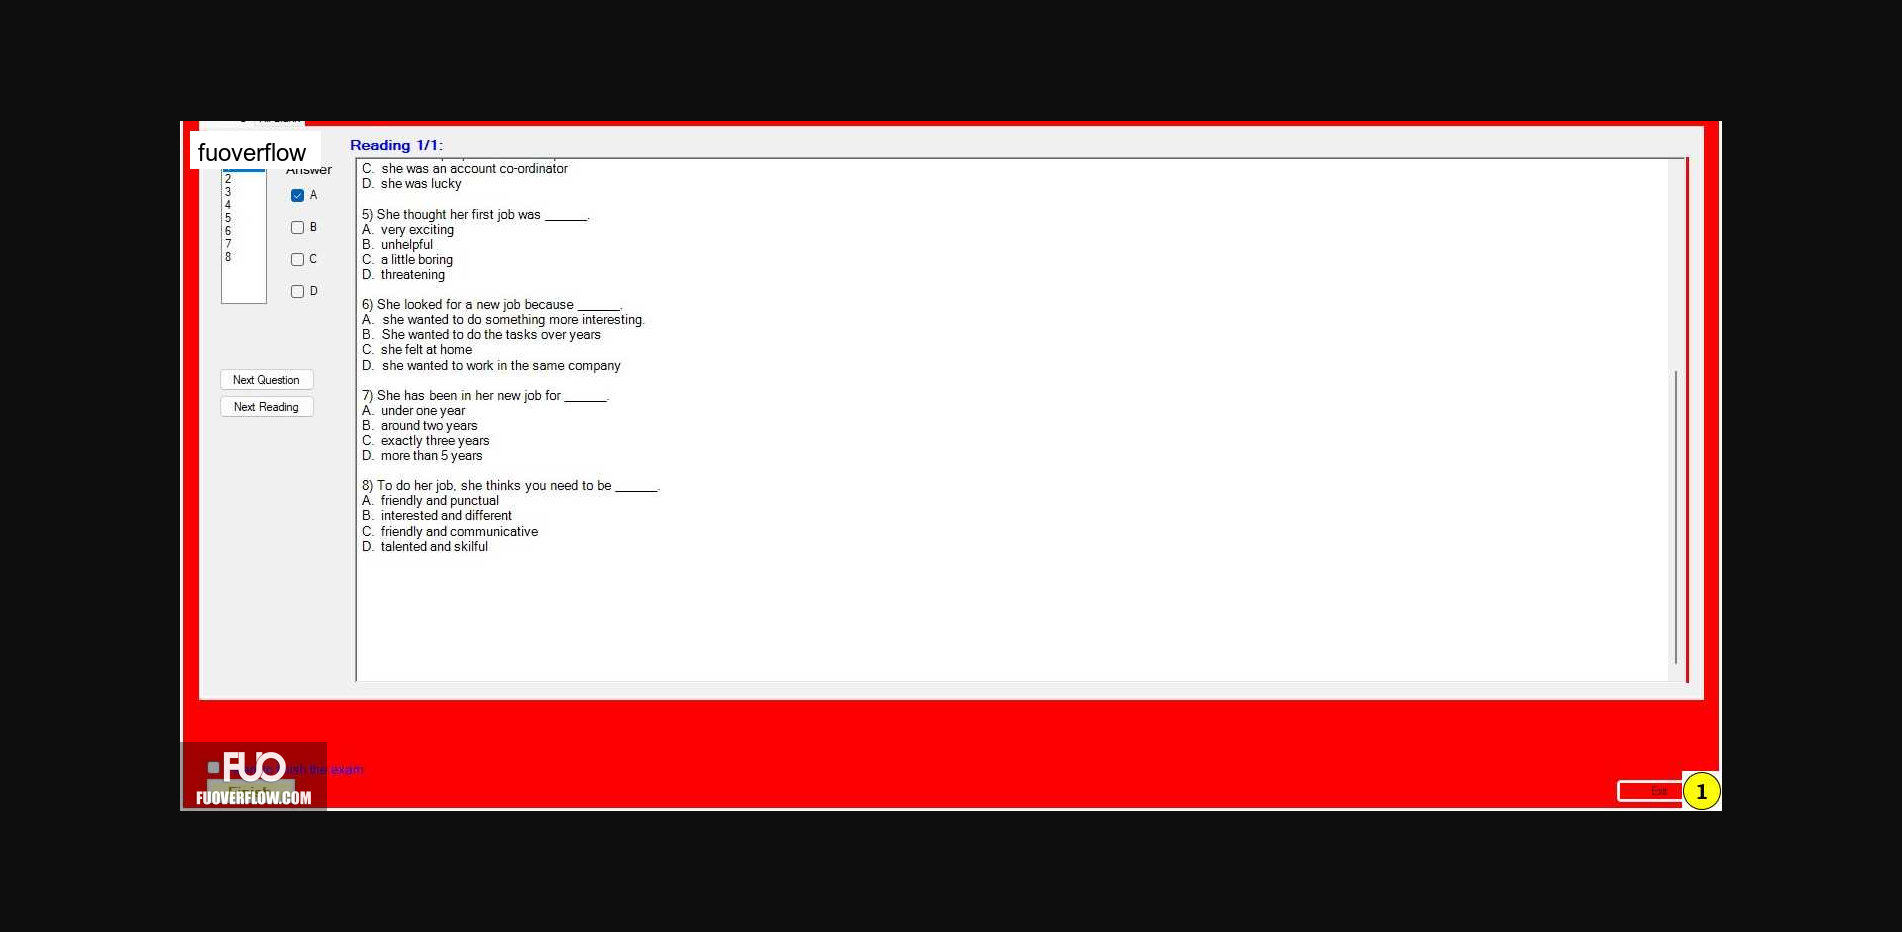 fuoverflow
Reading 1/1:
Answer
2
3
4
5
6
7
8
A
B
C
D
Next Question
Next Reading
C. she was an account co-ordinator
D. she was lucky
5) She thought her first job was ______.
A. very exciting
B. unhelpful
C. a little boring
D. threatening
6) She looked for a new job because ______.
A. she wanted to do something more interesting.
B. She wanted to do the tasks over years
C. she felt at home
D. she wanted to work in the same company
7) She has been in her new job for ______.
A. under one year
B. around two years
C. exactly three years
D. more than 5 years
8) To do her job, she thinks you need to be ______.
A. friendly and punctual
B. interested and different
C. friendly and communicative
D. talented and skilful
FUO
the exam
Finish
FUOVERFLOW.COM
Exit
1